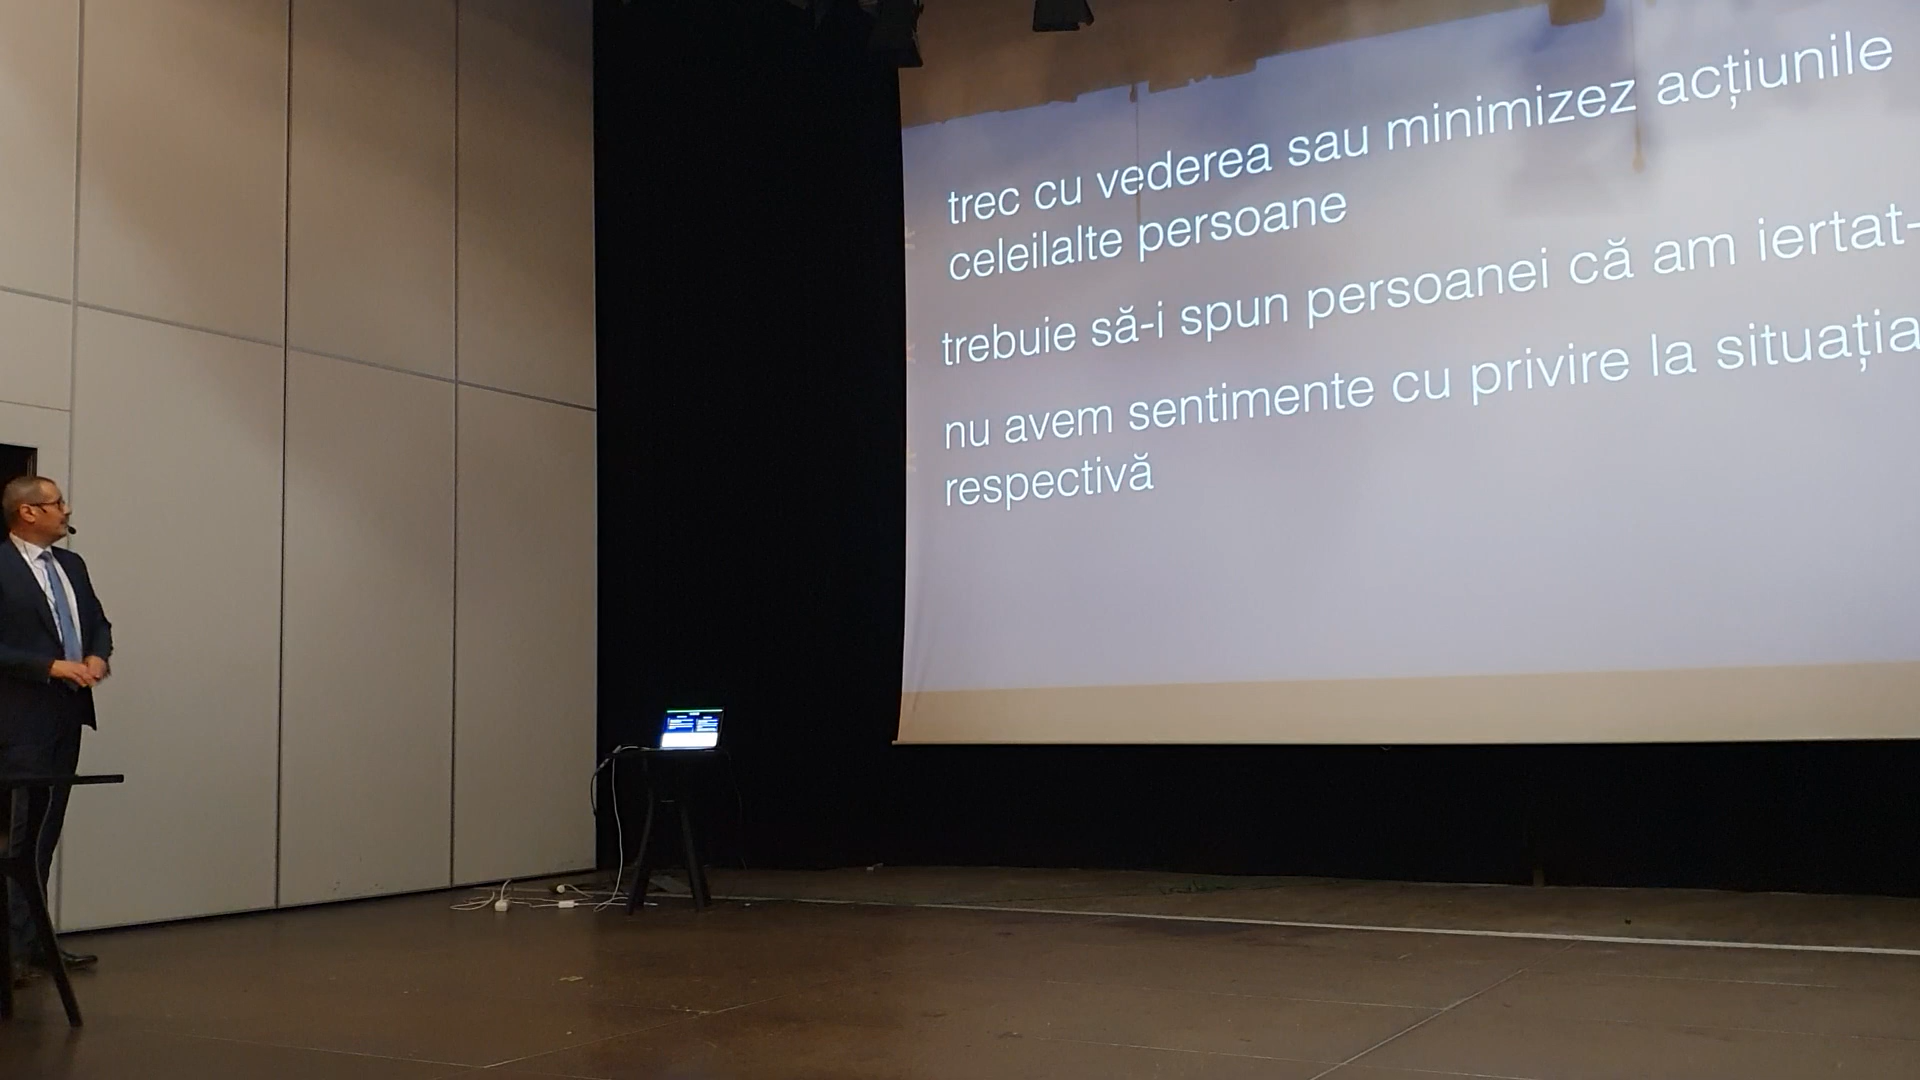 trec cu vederea sau minimizez acțiunile
celeilalte persoane
trebuie să-i spun persoanei că am iertat-
nu avem sentimente cu privire la situația
respectivă